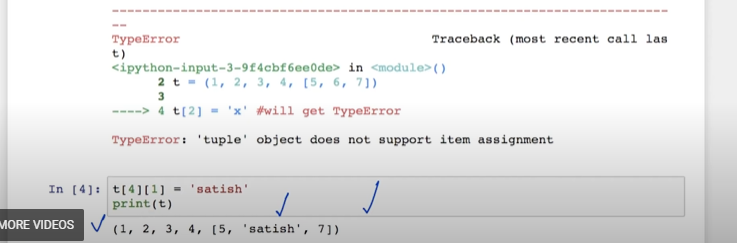 --------------------------------------------------------------------------
--
TypeError                                 Traceback (most recent call las
t)
<ipython-input-3-9f4cbf6ee0de> in <module>()
      2 t = (1, 2, 3, 4, [5, 6, 7])
      3
----> 4 t[2] = 'x' #will get TypeError
TypeError: 'tuple' object does not support item assignment
In [4]: t[4][1] = 'satish'
print(t)
MORE VIDEOS
(1, 2, 3, 4, [5, 'satish', 7])